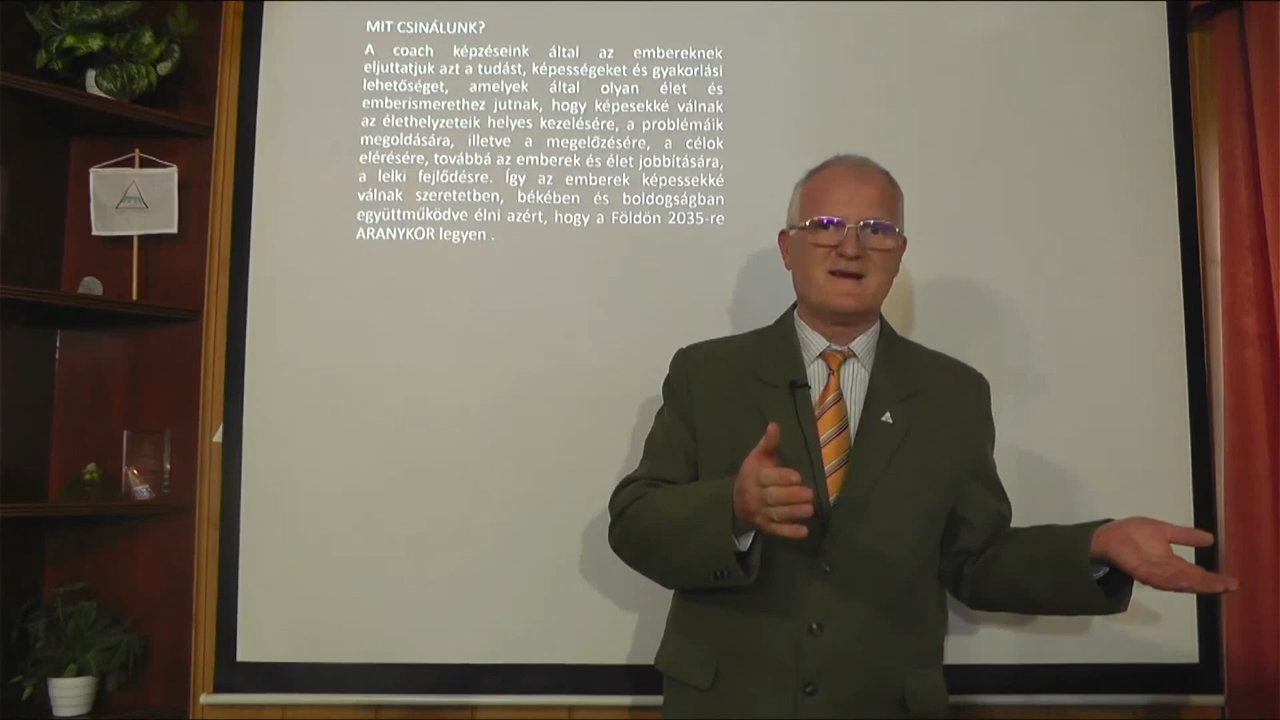 MIT CSINÁLUNK?
A coach képzéseink által az embereknek
eljuttatjuk azt a tudást, képességeket és gyakorlási
lehetőséget, amelyek által olyan élet és
emberismerethez jutnak, hogy képesekké válnak
az élethelyzeteik helyes kezelésére, a problémáik
megoldására, illetve a megelőzésére, a célok
elérésére, továbbá az emberek és élet jobbítására,
a lelki fejlődésre. Így az emberek képessekké
válnak szeretetben, békében és boldogságban
együttműködve élni azért, hogy a Földön 2035-re
ARANYKOR legyen .